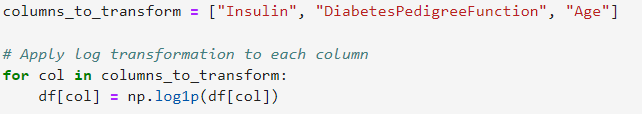 columns_to_transform = ["Insulin", "DiabetesPedigreeFunction", "Age"]
# Apply log transformation to each column
for col in columns_to_transform:
    df[col] = np.log1p(df[col])